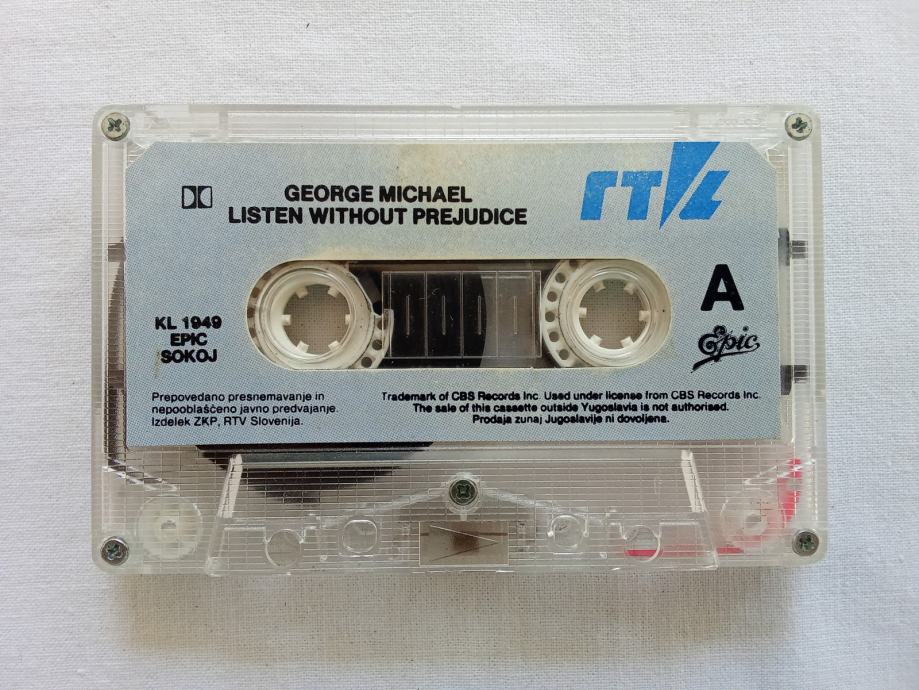 GEORGE MICHAEL
LISTEN WITHOUT PREJUDICE
RTVS
A
KL 1949
EPIC
SOKOJ
Epic
Prepovedano presnemavanje in
nepooblaščeno javno predvajanje.
Izdelek ZKP, RTV Slovenija.
Trademark of CBS Records Inc. Used under license from CBS Records Inc.
The sale of this cassette outside Yugoslavia is not authorised.
Prodaja zunaj Jugoslavije ni dovoljena.